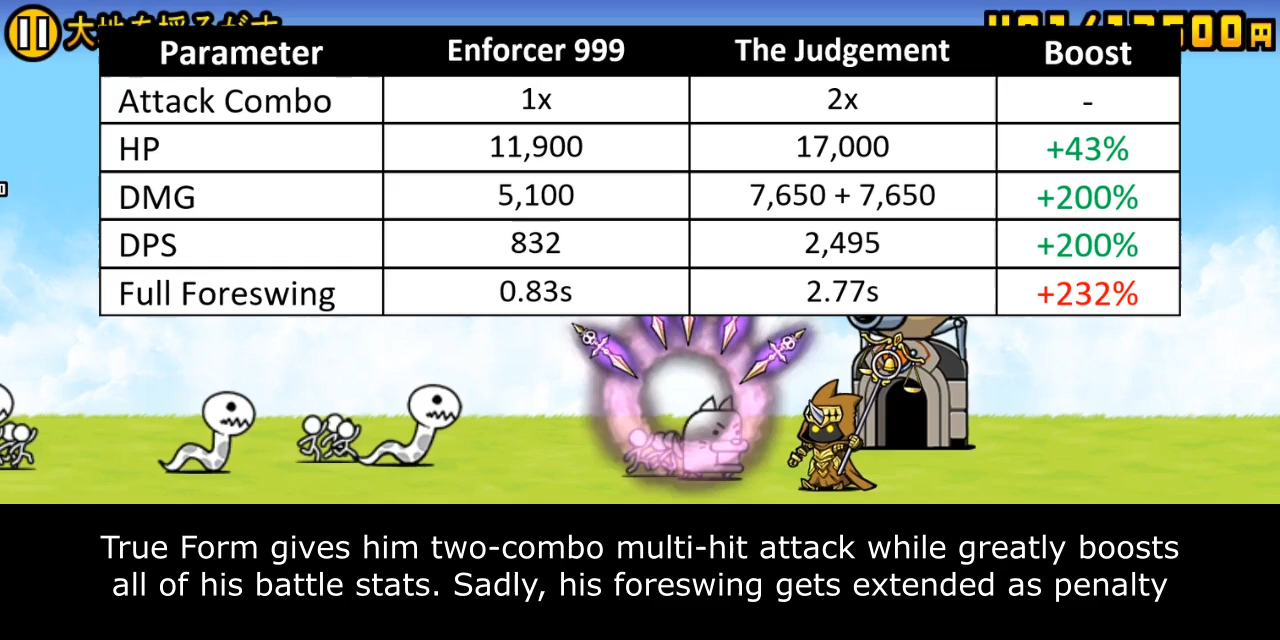 Parameter Enforcer 999 The Judgement Boost
Attack Combo 1x 2x -
HP 11,900 17,000 +43%
DMG 5,100 7,650 + 7,650 +200%
DPS 832 2,495 +200%
Full Foreswing 0.83s 2.77s +232%
True Form gives him two-combo multi-hit attack while greatly boosts
all of his battle stats. Sadly, his foreswing gets extended as penalty